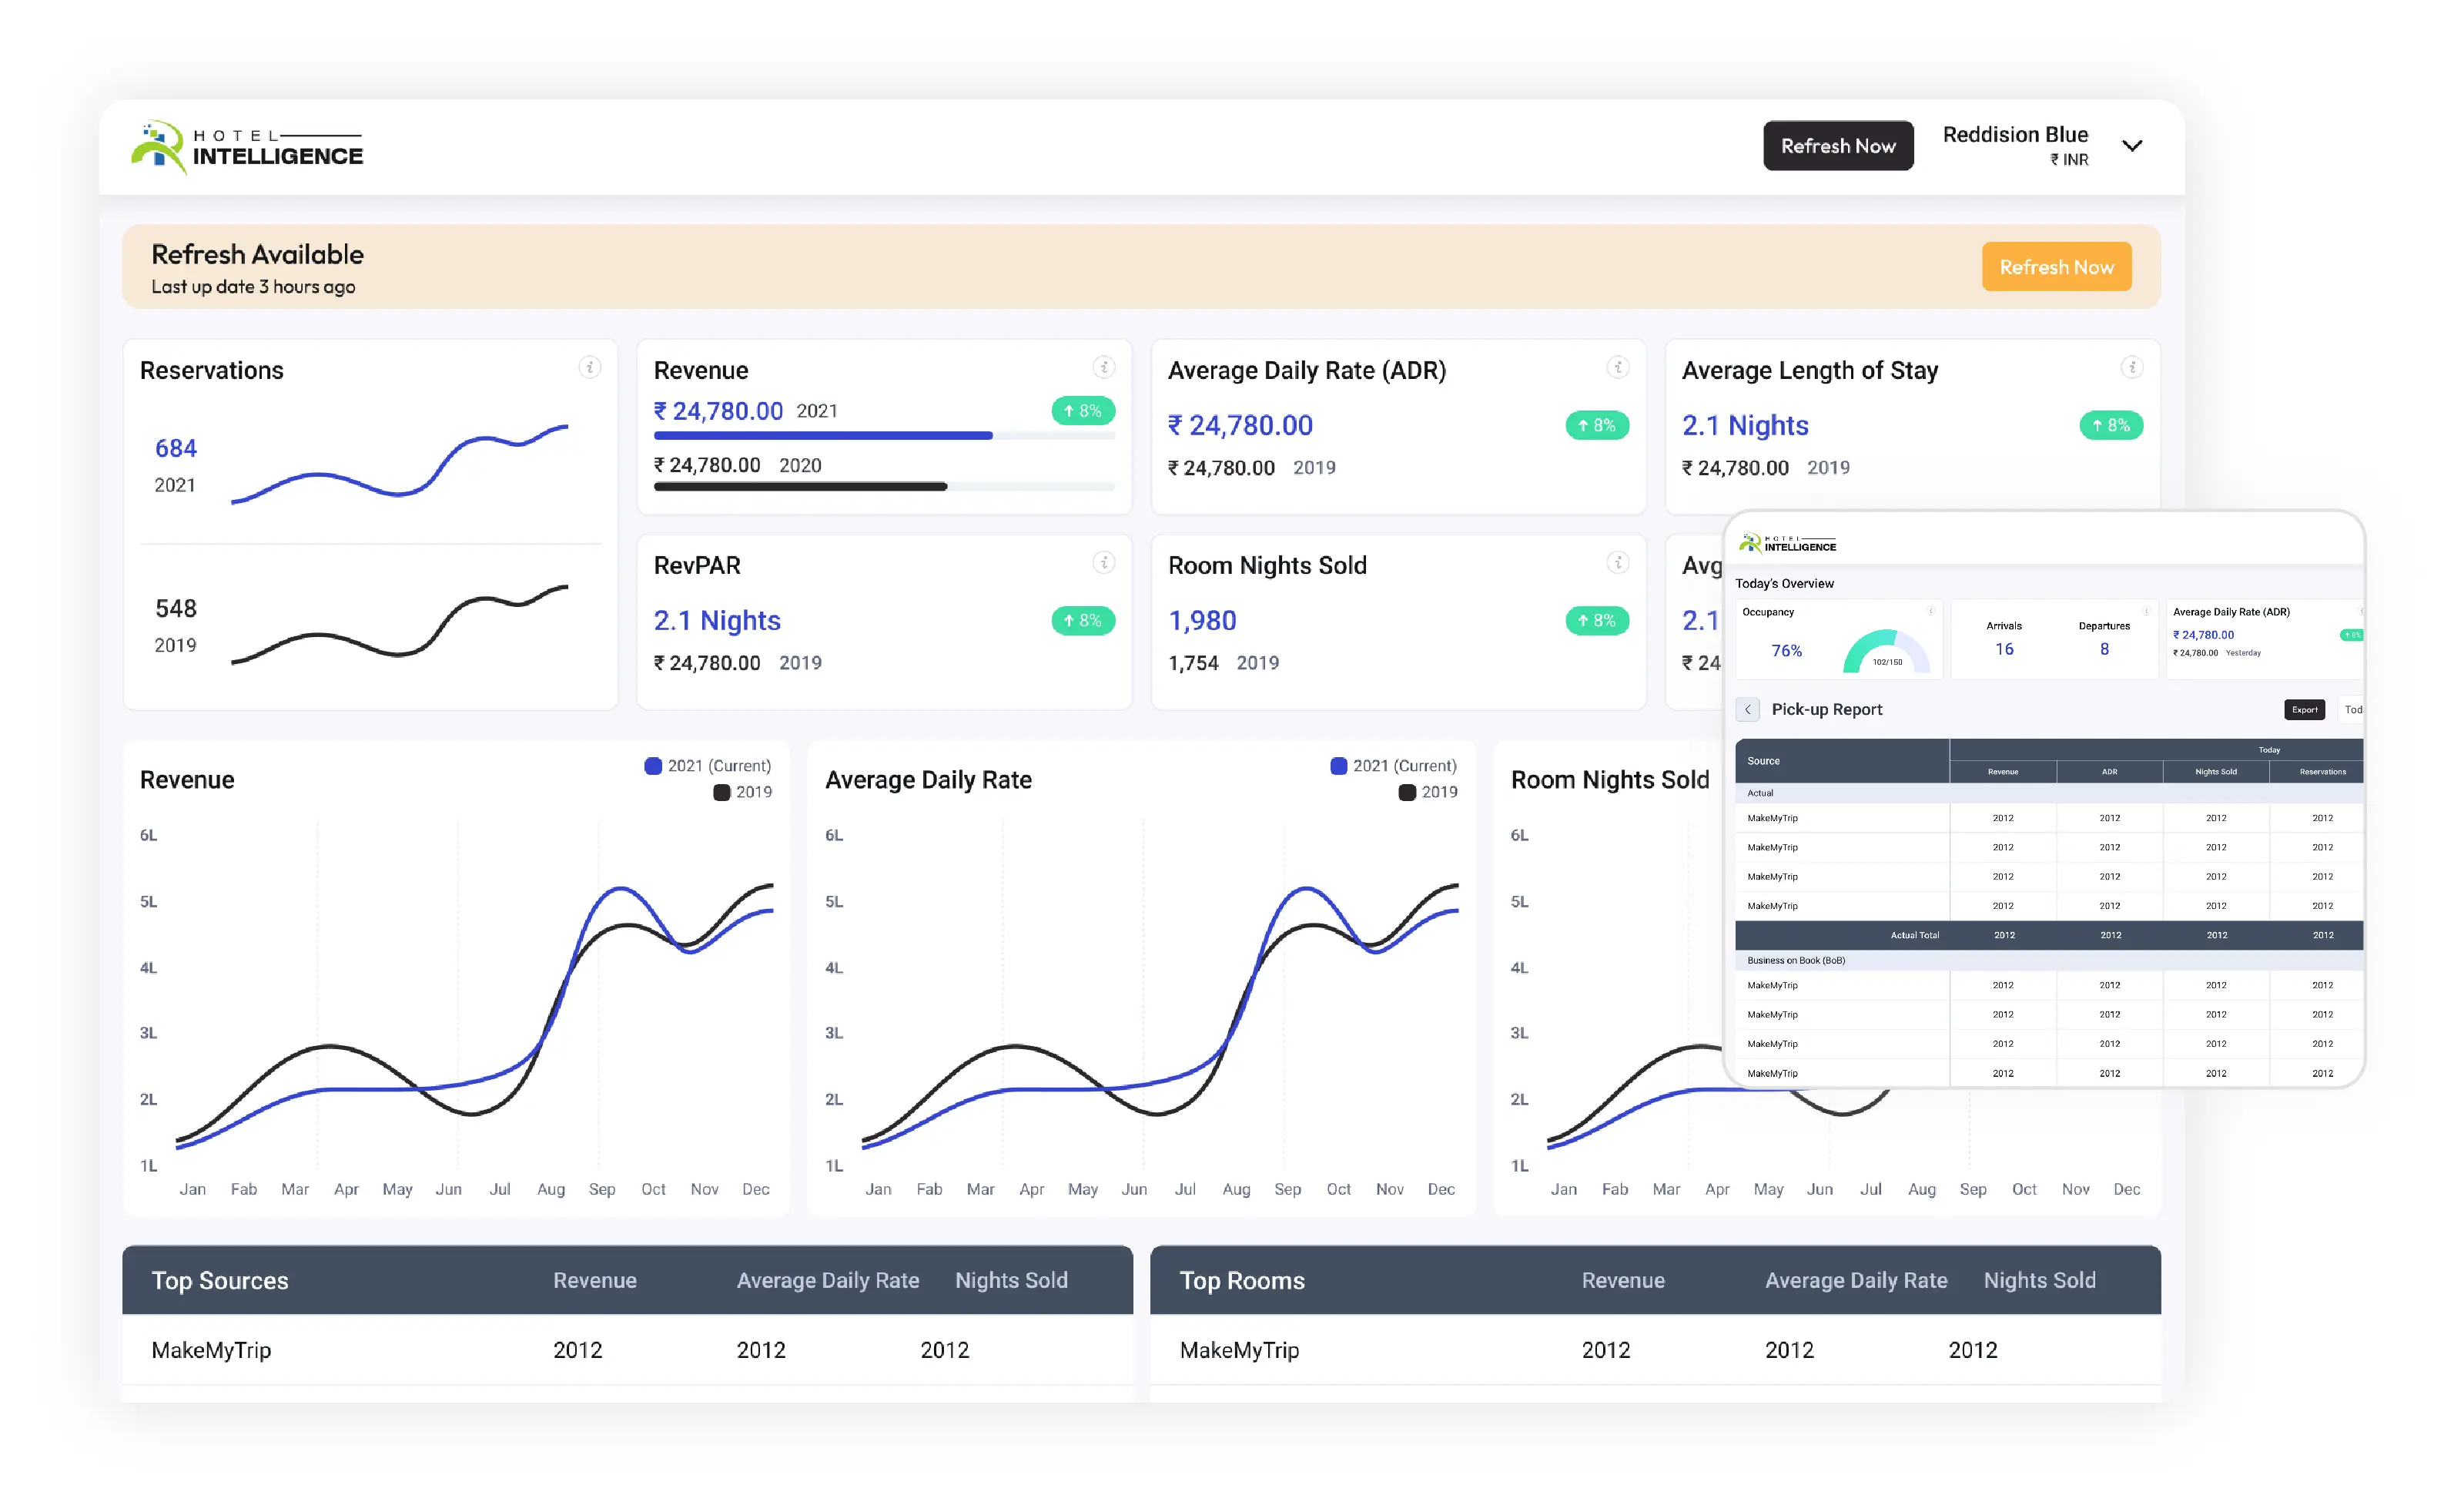 HOTEL
INTELLIGENCE
Refresh Now
Reddision Blue
₹ INR
Refresh Available
Last up date 3 hours ago
Refresh Now
Reservations
684
2021
548
2019
Revenue
₹ 24,780.00 2021
↑ 8%
₹ 24,780.00 2020
Average Daily Rate (ADR)
₹ 24,780.00
↑ 8%
₹ 24,780.00 2019
Average Length of Stay
2.1 Nights
↑ 8%
₹ 24,780.00 2019
RevPAR
2.1 Nights
↑ 8%
₹ 24,780.00 2019
Room Nights Sold
1,980
↑ 8%
1,754 2019
Avg
2.1
₹ 24
HOTEL
INTELLIGENCE
Today's Overview
Occupancy
76%
102/150
Arrivals
16
Departures
8
Average Daily Rate (ADR)
₹ 24,780.00
↑ 8%
₹ 24,780.00 Yesterday
Pick-up Report
Export
Tod
Source
Today
Revenue ADR Nights Sold Reservations
Actual
MakeMyTrip 2012 2012 2012 2012
MakeMyTrip 2012 2012 2012 2012
MakeMyTrip 2012 2012 2012 2012
MakeMyTrip 2012 2012 2012 2012
Actual Total 2012 2012 2012 2012
Business on Book (BoB)
MakeMyTrip 2012 2012 2012 2012
MakeMyTrip 2012 2012 2012 2012
MakeMyTrip 2012 2012 2012 2012
MakeMyTrip 2012 2012 2012 2012
Revenue
2021 (Current)
2019
6L
5L
4L
3L
2L
1L
Jan Fab Mar Apr May Jun Jul Aug Sep Oct Nov Dec
Average Daily Rate
2021 (Current)
2019
6L
5L
4L
3L
2L
1L
Jan Fab Mar Apr May Jun Jul Aug Sep Oct Nov Dec
Room Nights Sold
6L
5L
4L
3L
2L
1L
Jan Fab Mar Apr May Jun Jul Aug Sep Oct Nov Dec
Top Sources Revenue Average Daily Rate Nights Sold
MakeMyTrip 2012 2012 2012
Top Rooms Revenue Average Daily Rate Nights Sold
MakeMyTrip 2012 2012 2012